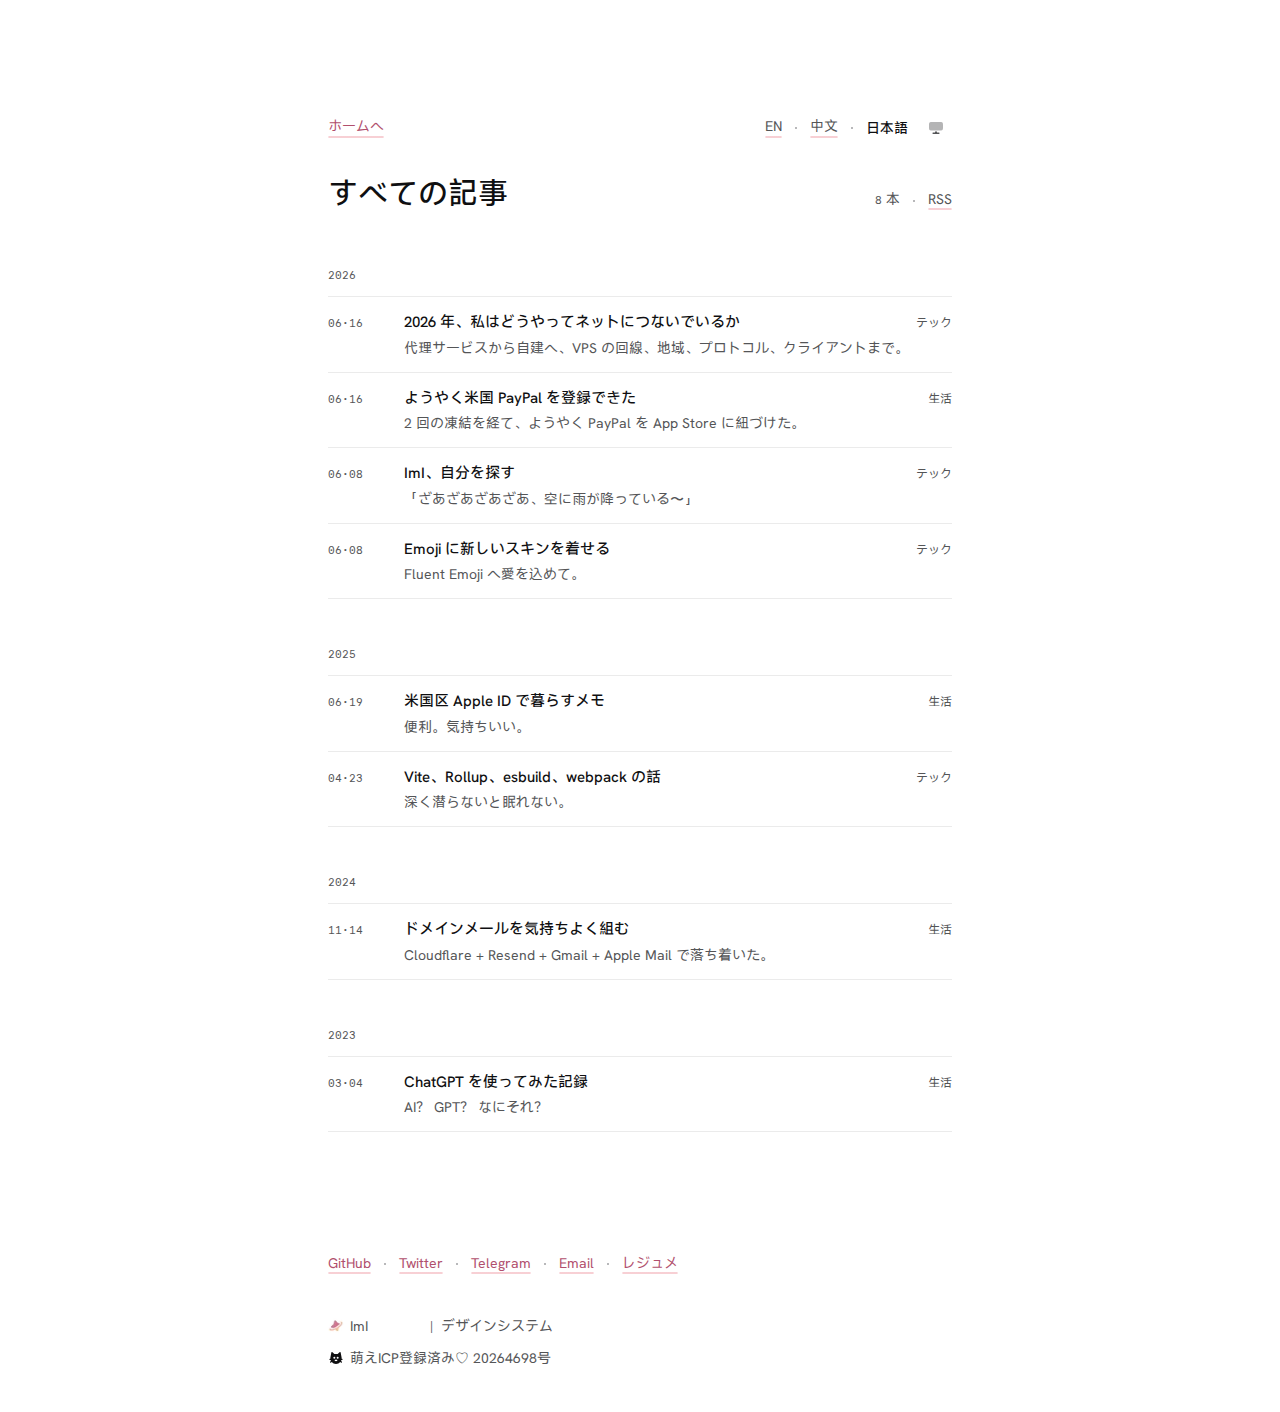 ホームへ
EN · 中文 · 日本語
すべての記事
8 本 · RSS
2026
06·16 2026 年、私はどうやってネットにつないでいるか テック
代理サービスから自建へ、VPS の回線、地域、プロトコル、クライアントまで。
06·16 ようやく米国 PayPal を登録できた 生活
2 回の凍結を経て、ようやく PayPal を App Store に紐づけた。
06·08 ImI、自分を探す テック
「ざあざあざあざあ、空に雨が降っている〜」
06·08 Emoji に新しいスキンを着せる テック
Fluent Emoji へ愛を込めて。
2025
06·19 米国区 Apple ID で暮らすメモ 生活
便利。気持ちいい。
04·23 Vite、Rollup、esbuild、webpack の話 テック
深く潜らないと眠れない。
2024
11·14 ドメインメールを気持ちよく組む 生活
Cloudflare + Resend + Gmail + Apple Mail で落ち着いた。
2023
03·04 ChatGPT を使ってみた記録 生活
AI？ GPT？ なにそれ？
GitHub · Twitter · Telegram · Email · レジュメ
ImI | デザインシステム
萌えICP登録済み♡ 20264698号